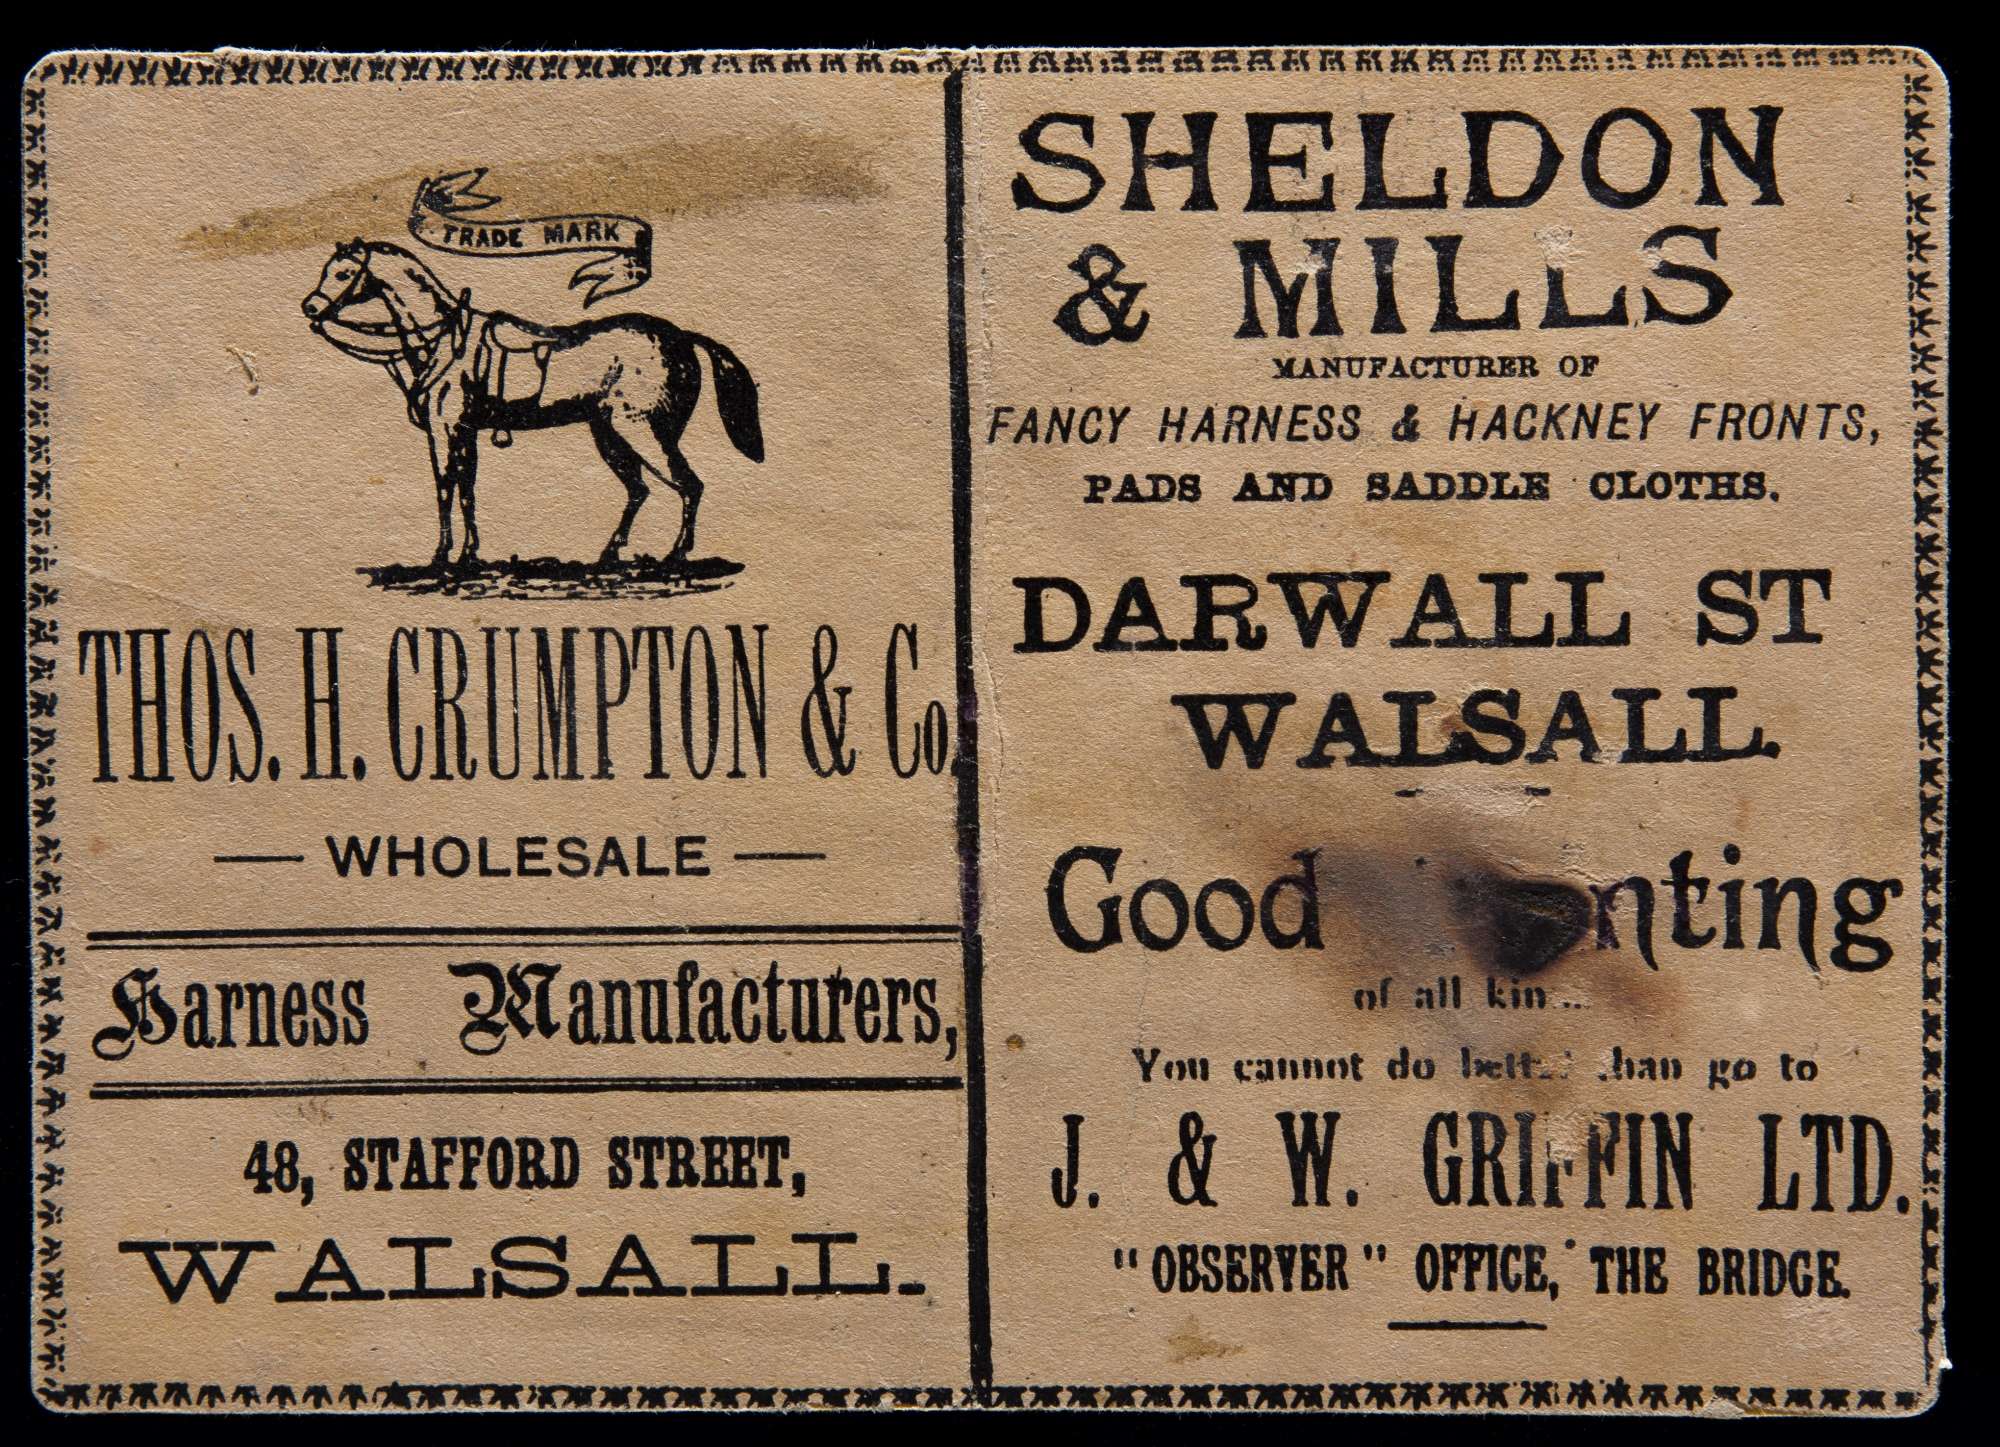 TRADE MARK
THOS. H. CRUMPTON & Co.
— WHOLESALE —
Harness Manufacturers,
48, STAFFORD STREET,
WALSALL.
SHELDON
& MILLS
MANUFACTURER OF
FANCY HARNESS & HACKNEY FRONTS,
PADS AND SADDLE CLOTHS.
DARWALL ST
WALSALL.
Good
of all
You cannot do better than go to
J. & W. GRIFFIN LTD.
"OBSERVER" OFFICE, THE BRIDGE.